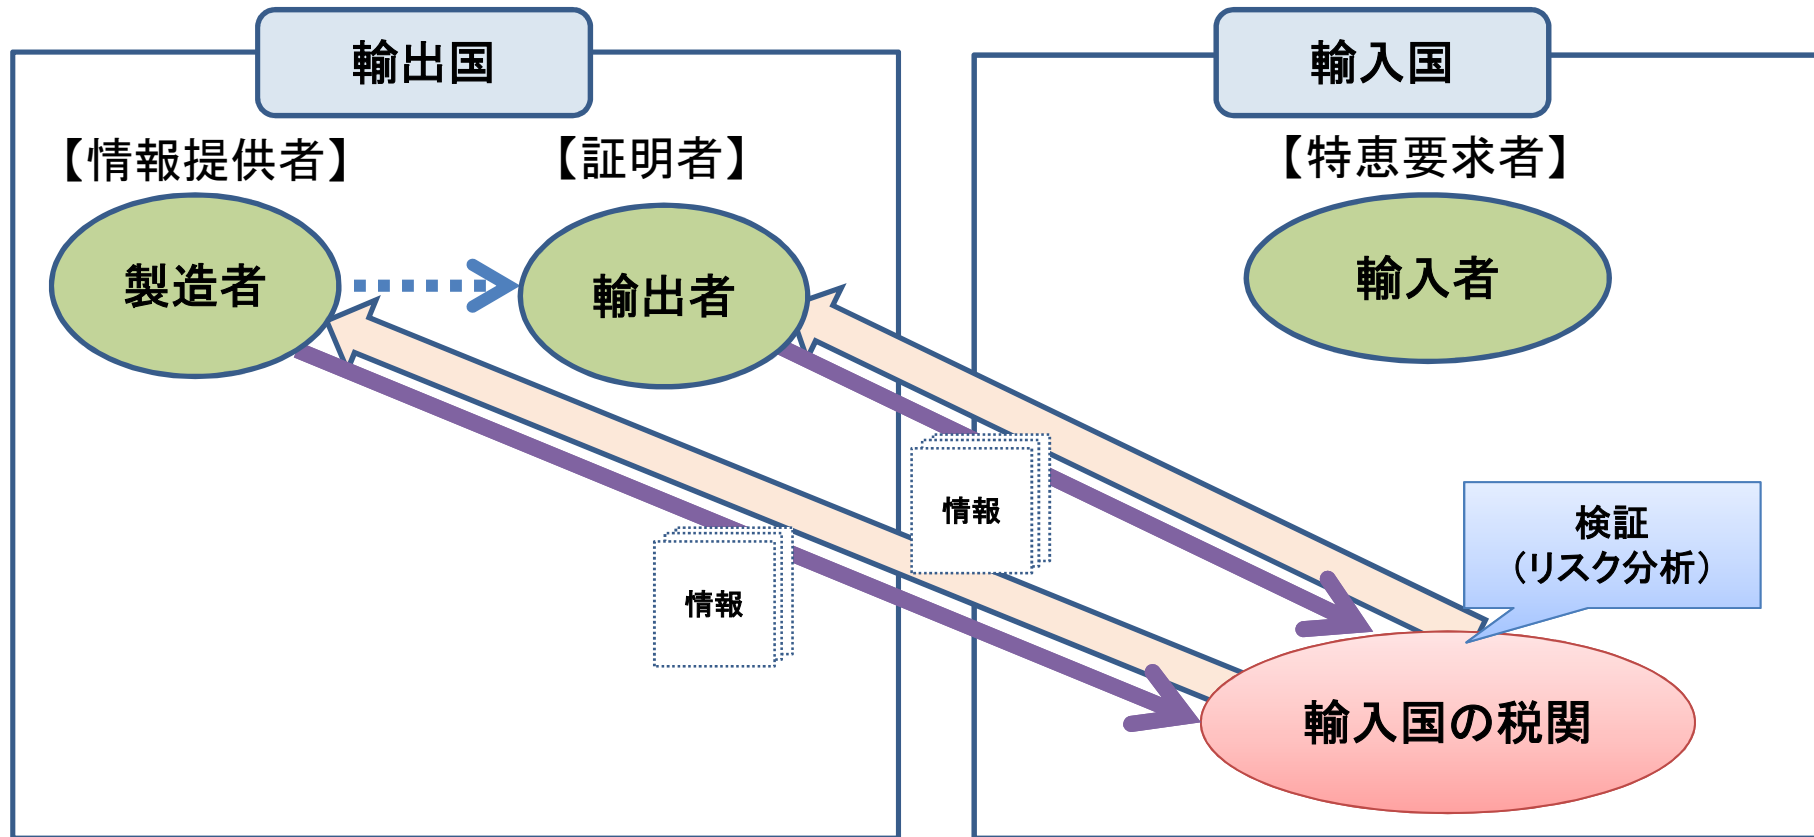 輸出国
輸入国
【情報提供者】
【証明者】
【特恵要求者】
製造者
輸出者
輸入者
情報
情報
検証
（リスク分析）
輸入国の税関